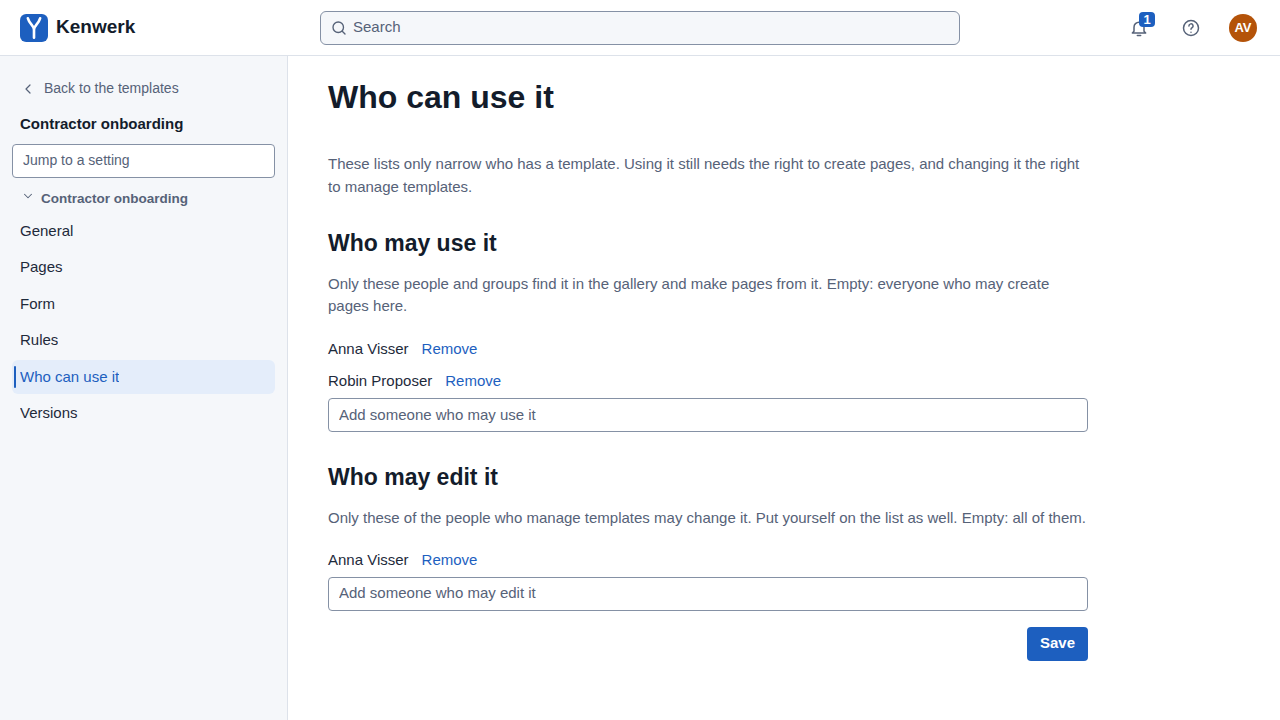 Kenwerk
Search
1
AV
Back to the templates
Contractor onboarding
Jump to a setting
Contractor onboarding
General
Pages
Form
Rules
Who can use it
Versions
Who can use it
These lists only narrow who has a template. Using it still needs the right to create pages, and changing it the right
to manage templates.
Who may use it
Only these people and groups find it in the gallery and make pages from it. Empty: everyone who may create
pages here.
Anna Visser Remove
Robin Proposer Remove
Add someone who may use it
Who may edit it
Only these of the people who manage templates may change it. Put yourself on the list as well. Empty: all of them.
Anna Visser Remove
Add someone who may edit it
Save